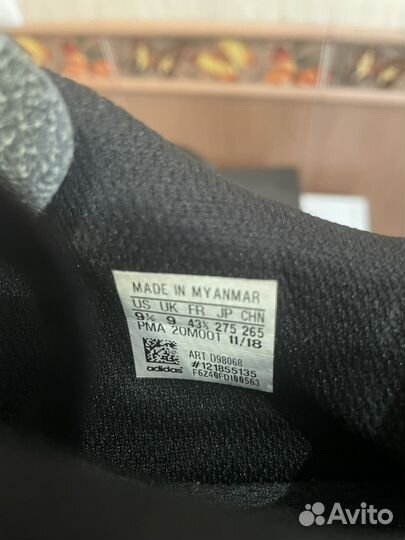 MADE IN MYANMAR
US UK FR JP CHN
9½ 9 43⅓ 275 265
PMA 20M001 11/18
ART D98068
#121855135
adidas F6Z40FD100563
Avito